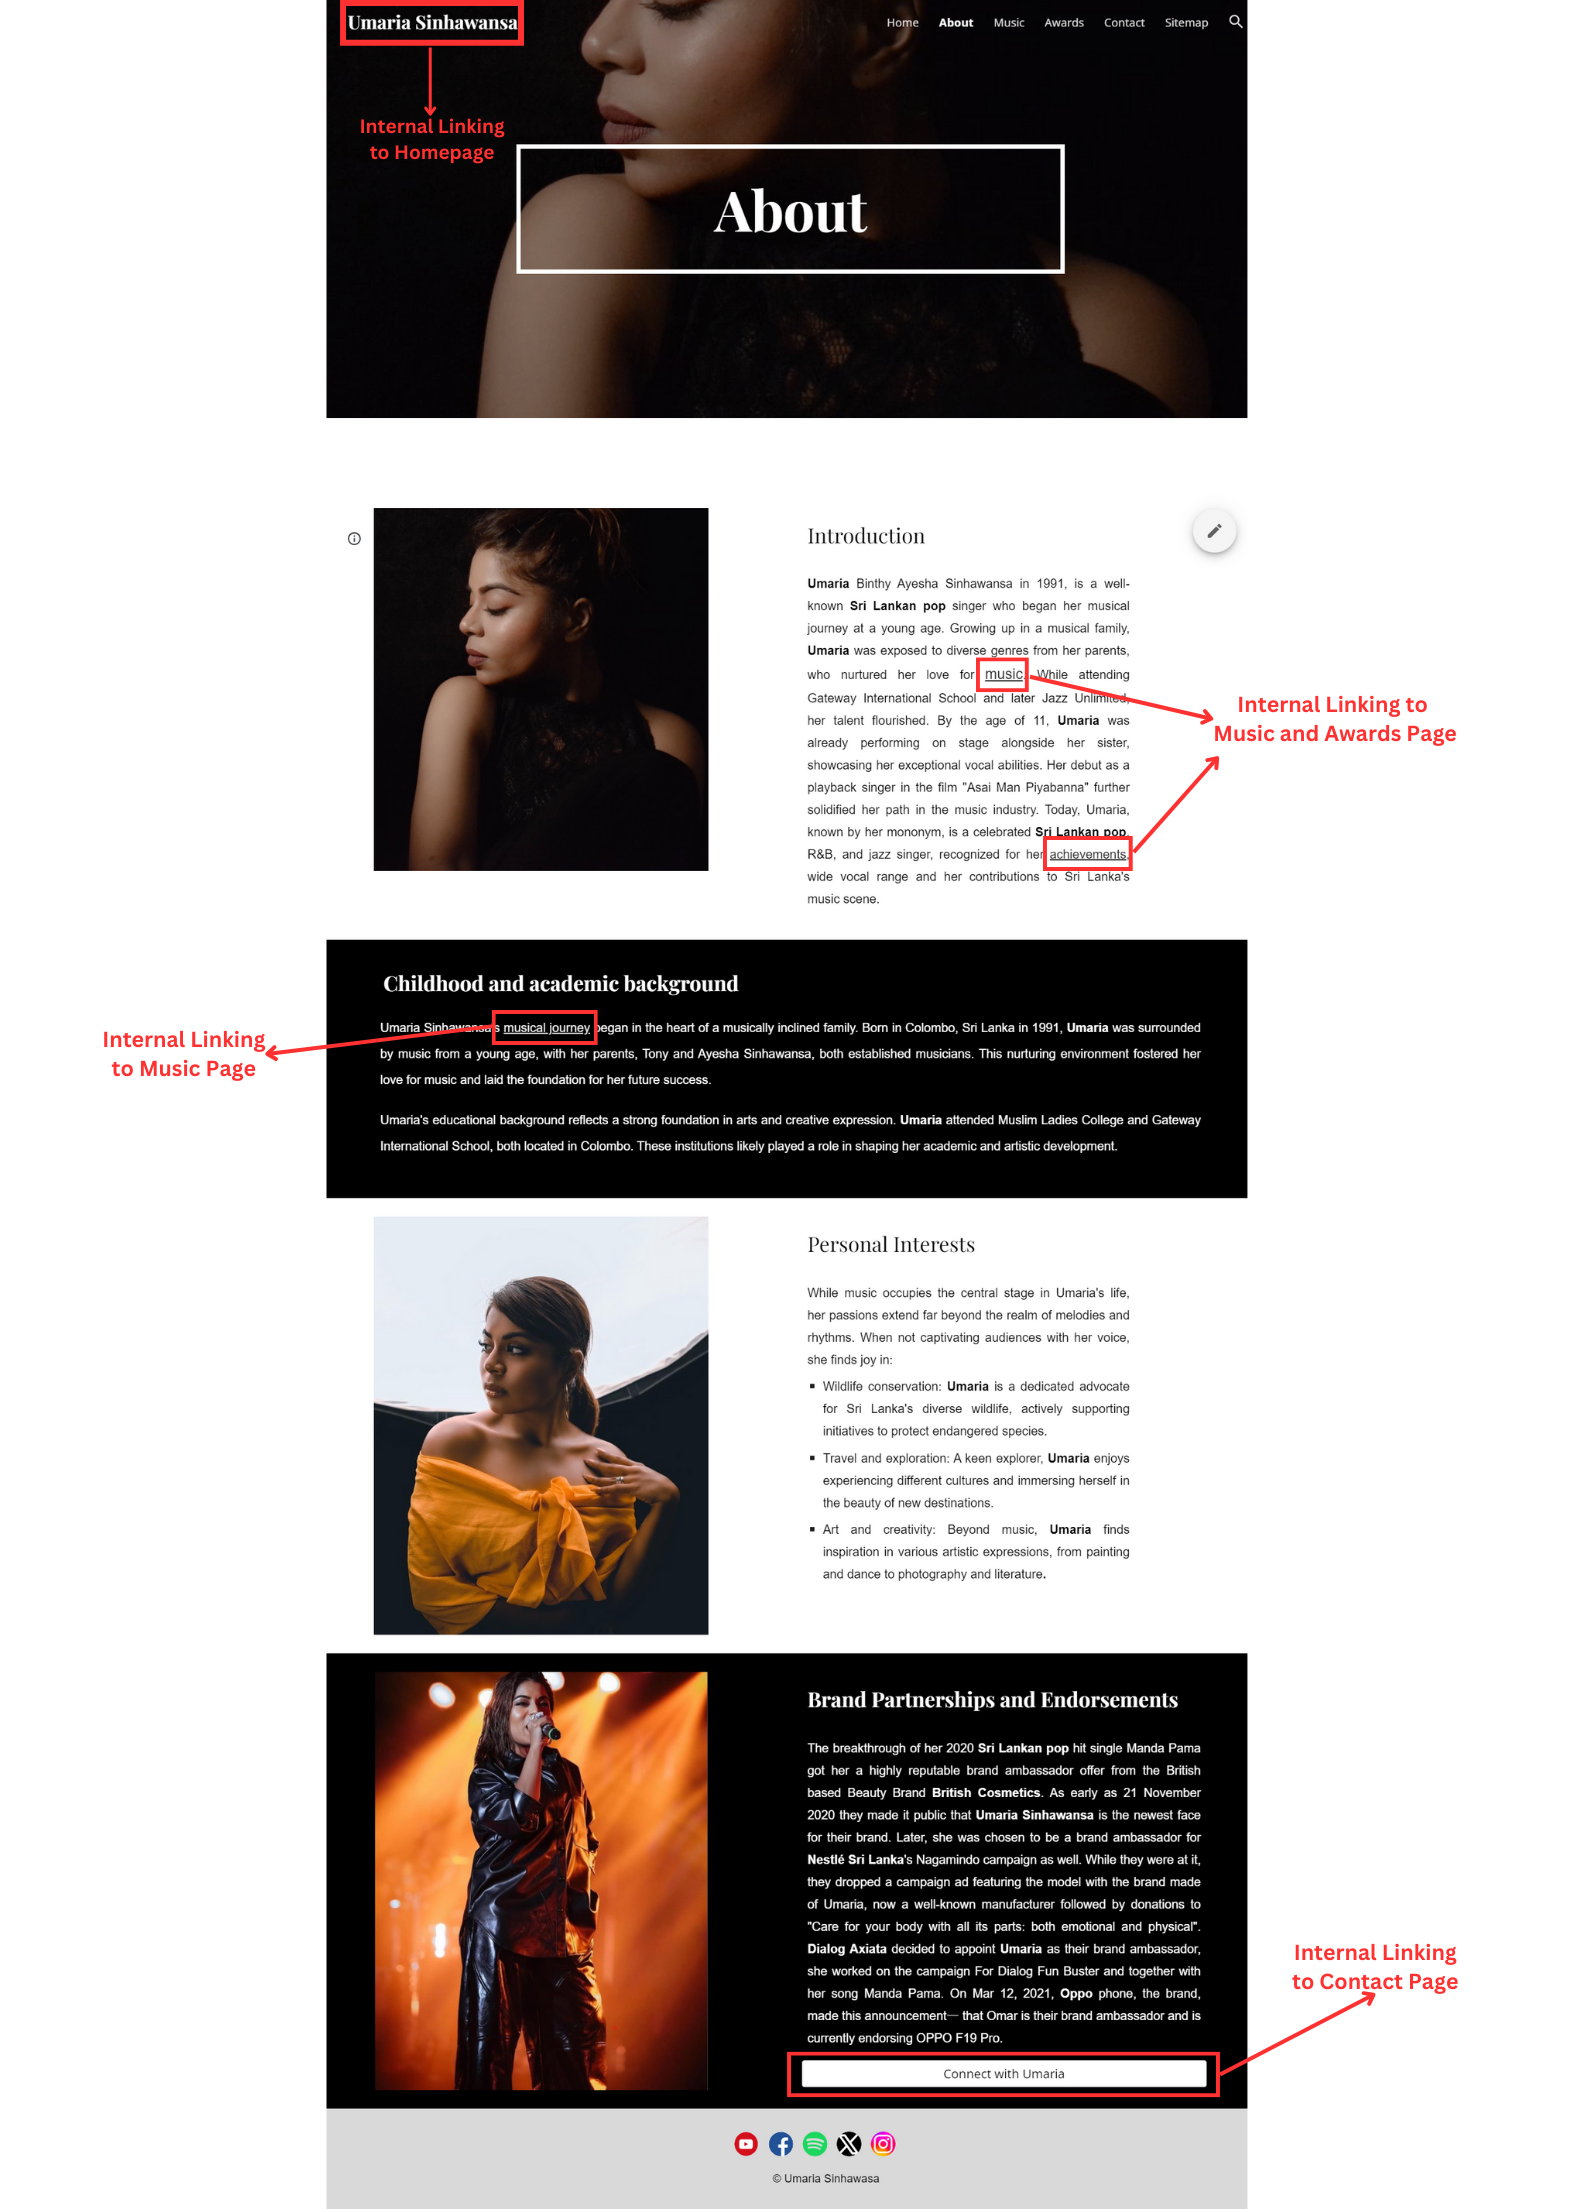 Umaria Sinhawansa
Home About Music Awards Contact Sitemap
Internal Linking
to Homepage
About
Introduction
Umaria Binthy Ayesha Sinhawansa in 1991, is a well-
known Sri Lankan pop singer who began her musical
journey at a young age. Growing up in a musical family,
Umaria was exposed to diverse genres from her parents,
who nurtured her love for music. While attending
Gateway International School and later Jazz Unlimited,
her talent flourished. By the age of 11, Umaria was
already performing on stage alongside her sister,
showcasing her exceptional vocal abilities. Her debut as a
playback singer in the film "Asai Man Piyabanna" further
solidified her path in the music industry. Today, Umaria,
known by her mononym, is a celebrated Sri Lankan pop,
R&B, and jazz singer, recognized for her achievements,
wide vocal range and her contributions to Sri Lanka's
music scene.
Internal Linking to
Music and Awards Page
Childhood and academic background
Umaria Sinhawansa's musical journey began in the heart of a musically inclined family. Born in Colombo, Sri Lanka in 1991, Umaria was surrounded
by music from a young age, with her parents, Tony and Ayesha Sinhawansa, both established musicians. This nurturing environment fostered her
love for music and laid the foundation for her future success.
Umaria's educational background reflects a strong foundation in arts and creative expression. Umaria attended Muslim Ladies College and Gateway
International School, both located in Colombo. These institutions likely played a role in shaping her academic and artistic development.
Internal Linking
to Music Page
Personal Interests
While music occupies the central stage in Umaria's life,
her passions extend far beyond the realm of melodies and
rhythms. When not captivating audiences with her voice,
she finds joy in:
▪ Wildlife conservation: Umaria is a dedicated advocate
for Sri Lanka's diverse wildlife, actively supporting
initiatives to protect endangered species.
▪ Travel and exploration: A keen explorer, Umaria enjoys
experiencing different cultures and immersing herself in
the beauty of new destinations.
▪ Art and creativity: Beyond music, Umaria finds
inspiration in various artistic expressions, from painting
and dance to photography and literature.
Brand Partnerships and Endorsements
The breakthrough of her 2020 Sri Lankan pop hit single Manda Pama
got her a highly reputable brand ambassador offer from the British
based Beauty Brand British Cosmetics. As early as 21 November
2020 they made it public that Umaria Sinhawansa is the newest face
for their brand. Later, she was chosen to be a brand ambassador for
Nestlé Sri Lanka's Nagamindo campaign as well. While they were at it,
they dropped a campaign ad featuring the model with the brand made
of Umaria, now a well-known manufacturer followed by donations to
"Care for your body with all its parts: both emotional and physical".
Dialog Axiata decided to appoint Umaria as their brand ambassador,
she worked on the campaign For Dialog Fun Buster and together with
her song Manda Pama. On Mar 12, 2021, Oppo phone, the brand,
made this announcement— that Omar is their brand ambassador and is
currently endorsing OPPO F19 Pro.
Connect with Umaria
Internal Linking
to Contact Page
© Umaria Sinhawasa